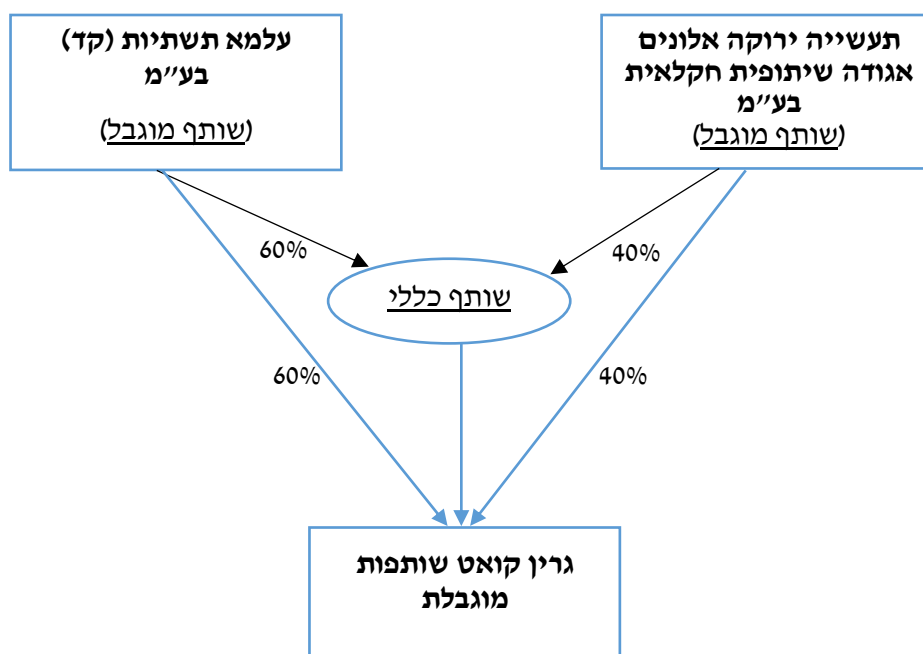 תעשייה ירוקה אלונים
אגודה שיתופית חקלאית
בע"מ
(שותף מוגבל)
עלמא תשתיות (קד)
בע"מ
(שותף מוגבל)
40%
60%
שותף כללי
40%
60%
גרין קואט שותפות
מוגבלת